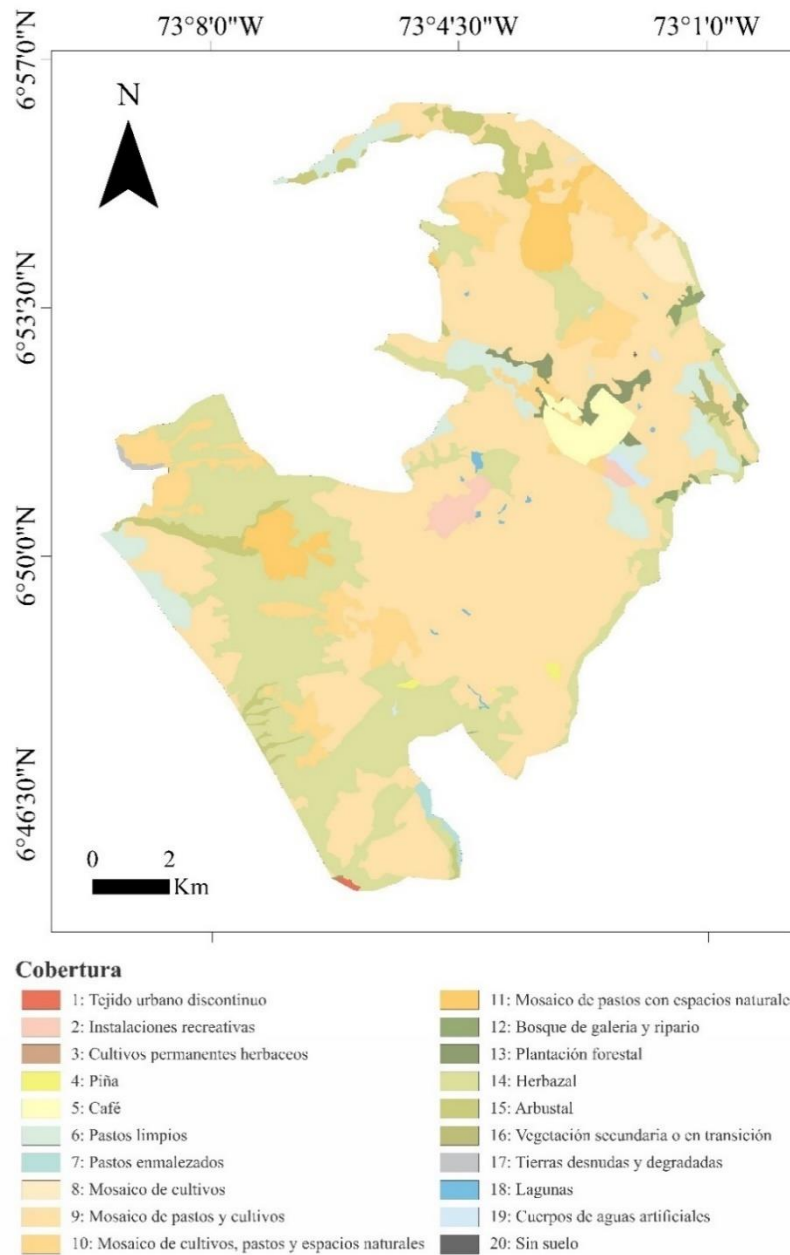 73°8'0"W 73°4'30"W 73°1'0"W
6°57'0"N
N
6°53'30"N
6°50'0"N
6°46'30"N
0 2
Km
Cobertura
1: Tejido urbano discontinuo
2: Instalaciones recreativas
3: Cultivos permanentes herbaceos
4: Piña
5: Café
6: Pastos limpios
7: Pastos enmalezados
8: Mosaico de cultivos
9: Mosaico de pastos y cultivos
10: Mosaico de cultivos, pastos y espacios naturales
11: Mosaico de pastos con espacios naturales
12: Bosque de galeria y ripario
13: Plantación forestal
14: Herbazal
15: Arbustal
16: Vegetación secundaria o en transición
17: Tierras desnudas y degradadas
18: Lagunas
19: Cuerpos de aguas artificiales
20: Sin suelo